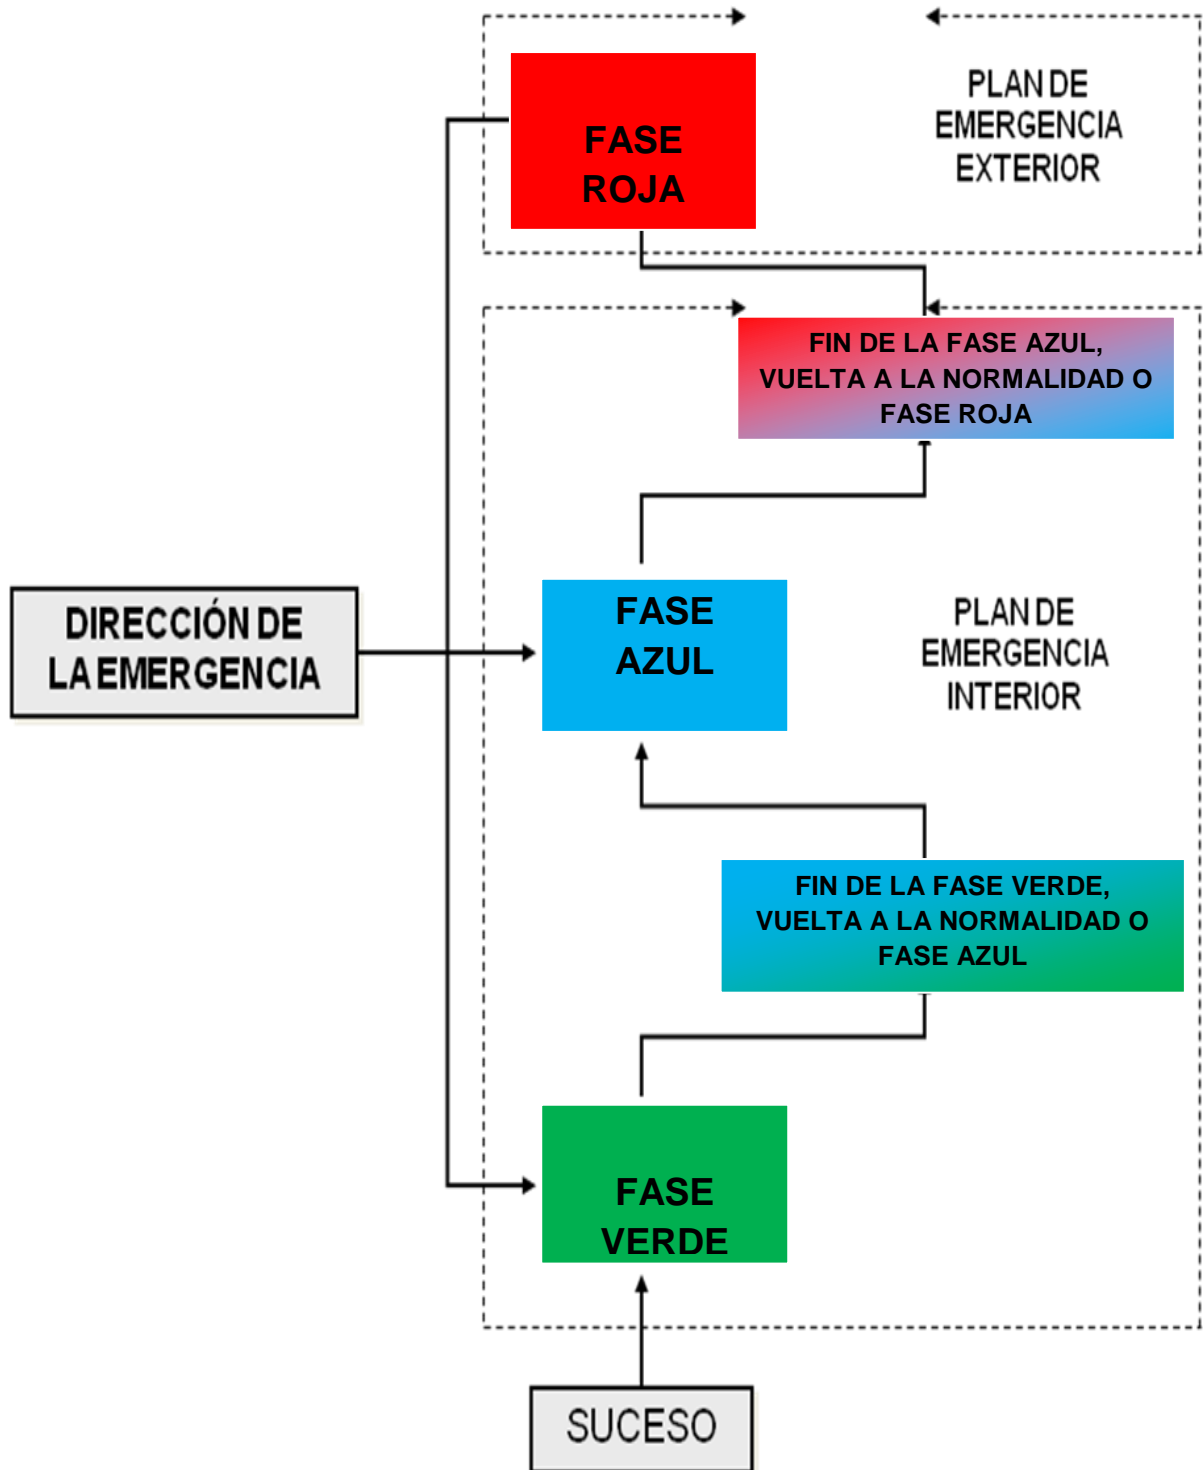 FASE
ROJA
PLAN DE
EMERGENCIA
EXTERIOR
FIN DE LA FASE AZUL,
VUELTA A LA NORMALIDAD O
FASE ROJA
DIRECCIÓN DE
LA EMERGENCIA
FASE
AZUL
PLAN DE
EMERGENCIA
INTERIOR
FIN DE LA FASE VERDE,
VUELTA A LA NORMALIDAD O
FASE AZUL
FASE
VERDE
SUCESO